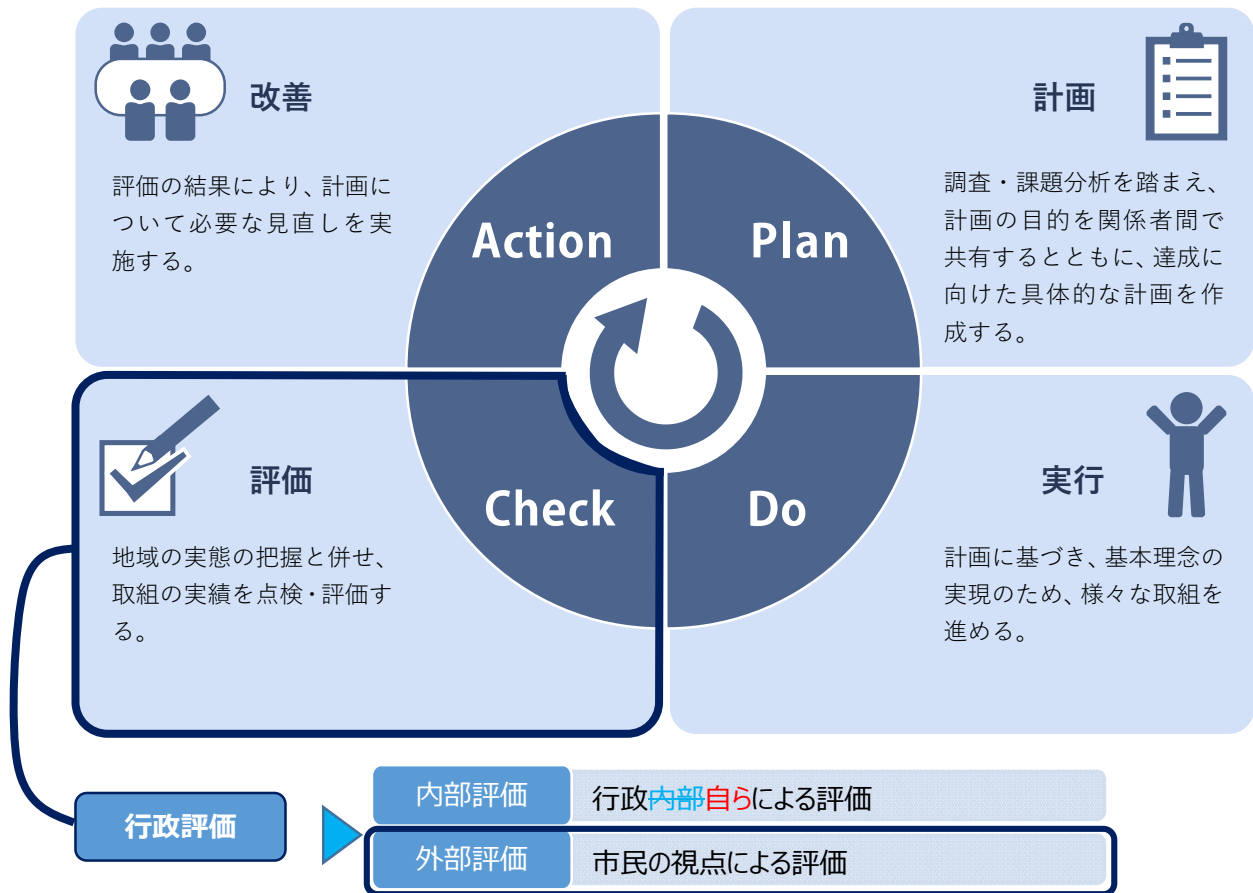 改善
評価の結果により、計画に
ついて必要な見直しを実
施する。
計画
調査・課題分析を踏まえ、
計画の目的を関係者間で
共有するとともに、達成に
向けた具体的な計画を作
成する。
Action
Plan
評価
地域の実態の把握と併せ、
取組の実績を点検・評価す
る。
Check
Do
実行
計画に基づき、基本理念の
実現のため、様々な取組を
進める。
行政評価
内部評価
行政内部自らによる評価
外部評価
市民の視点による評価